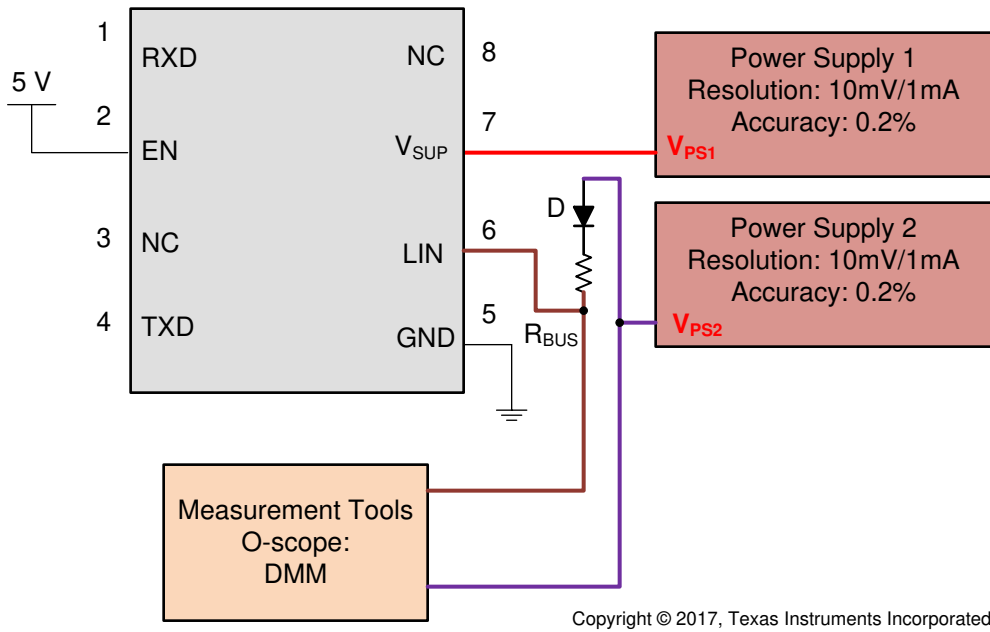 1
RXD
NC
8
5 V
2
EN
7
VSUP
3
NC
6
LIN
4
TXD
5
GND
D
RBUS
Power Supply 1
Resolution: 10mV/1mA
Accuracy: 0.2%
VPS1
Power Supply 2
Resolution: 10mV/1mA
Accuracy: 0.2%
VPS2
Measurement Tools
O-scope:
DMM
Copyright © 2017, Texas Instruments Incorporated